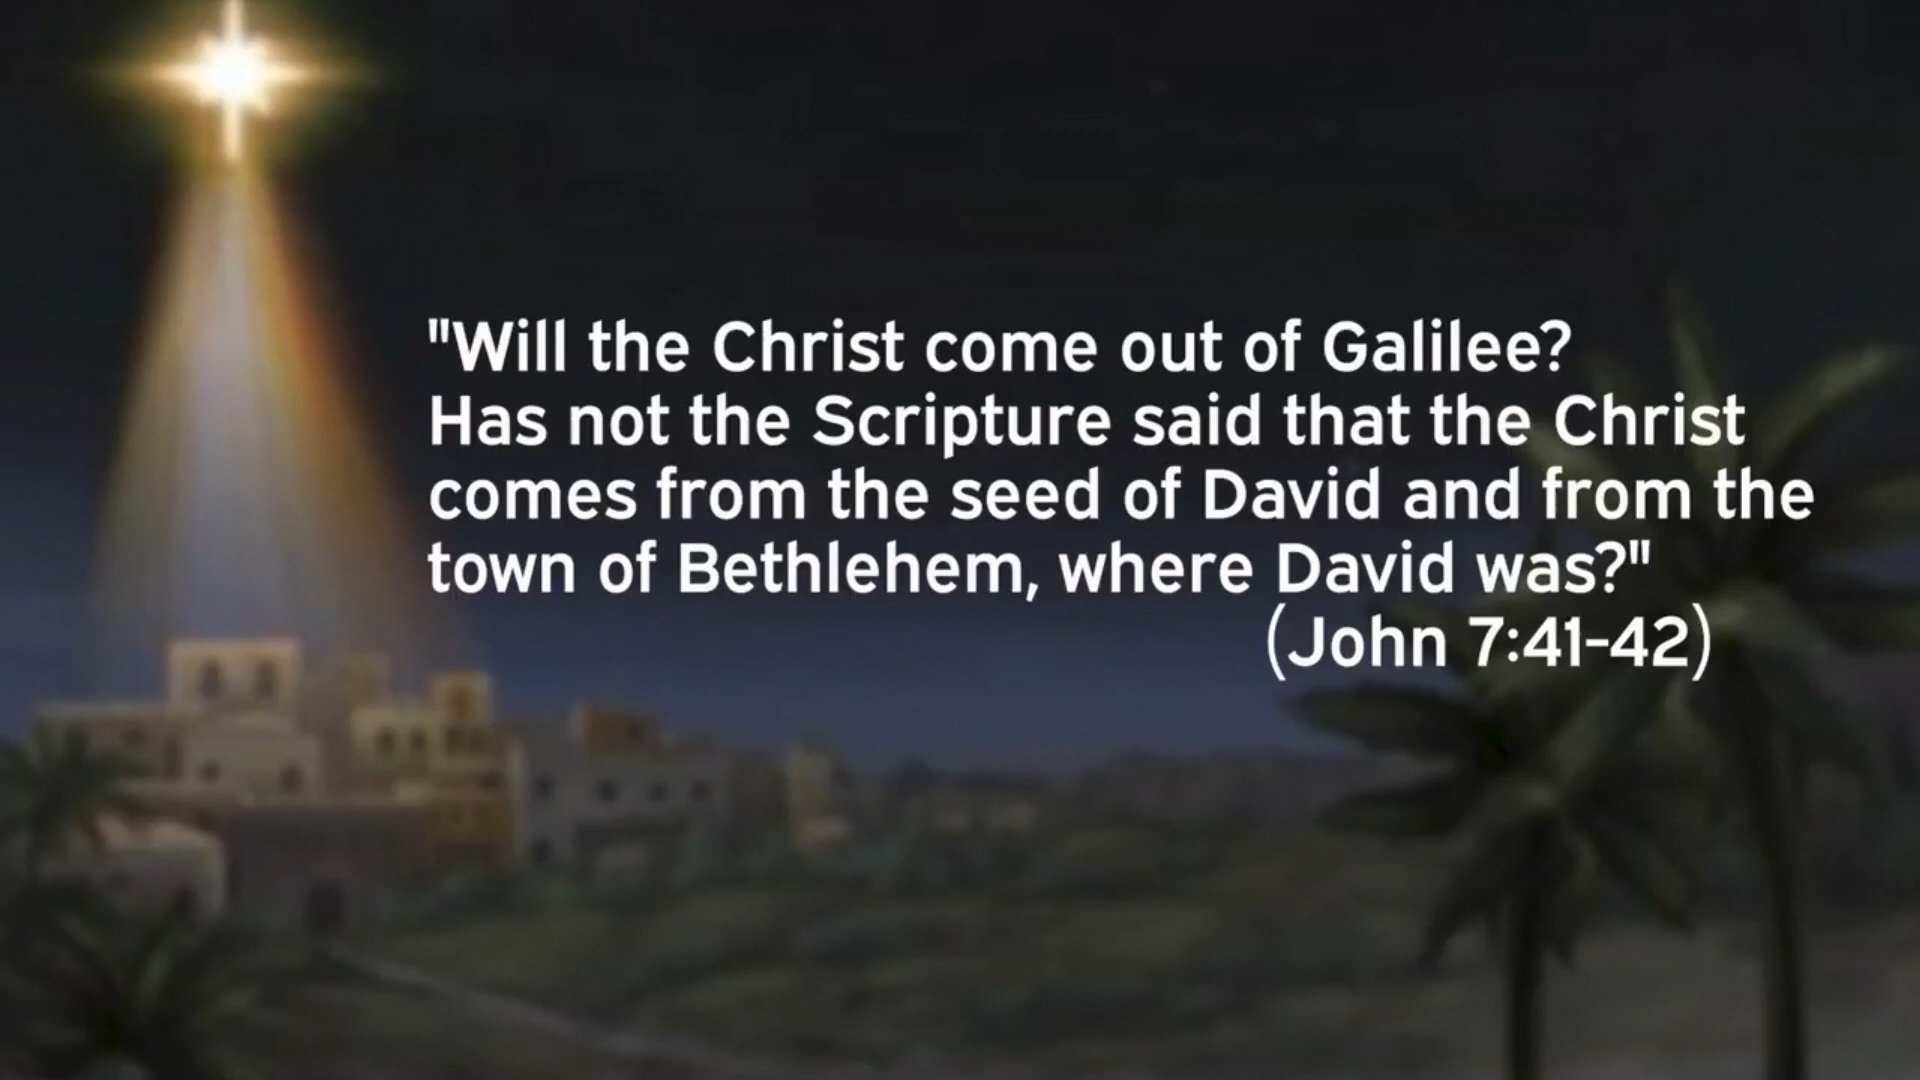 "Will the Christ come out of Galilee?
Has not the Scripture said that the Christ
comes from the seed of David and from the
town of Bethlehem, where David was?"
(John 7:41-42)